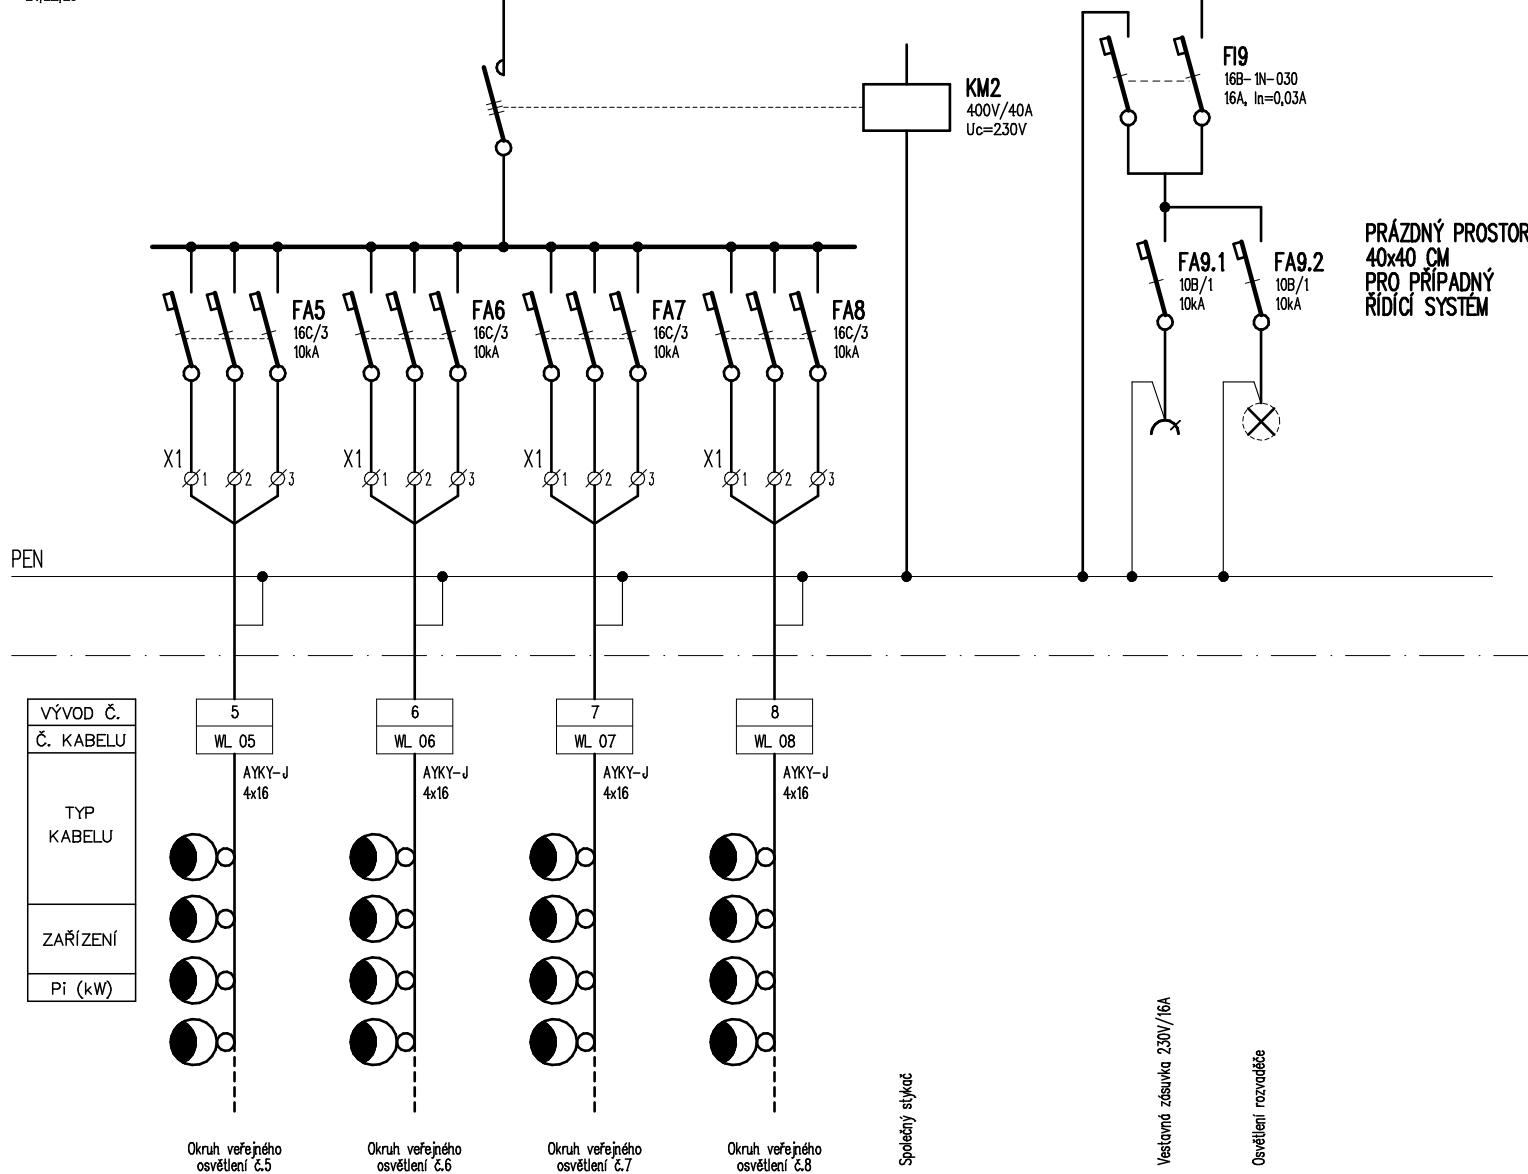 KM2
400V/40A
Uc=230V
FI9
16B-1N-030
16A, In=0,03A
PRÁZDNÝ PROSTOR
40x40 CM
PRO PŘÍPADNÝ
ŘÍDÍCÍ SYSTÉM
FA5
16C/3
10kA
FA6
16C/3
10kA
FA7
16C/3
10kA
FA8
16C/3
10kA
FA9.1
10B/1
10kA
FA9.2
10B/1
10kA
X1 1 2 3
X1 1 2 3
X1 1 2 3
X1 1 2 3
PEN
VÝVOD Č.
Č. KABELU
TYP
KABELU
ZAŘÍZENÍ
Pi (kW)
5
WL 05
AYKY-J
4x16
6
WL 06
AYKY-J
4x16
7
WL 07
AYKY-J
4x16
8
WL 08
AYKY-J
4x16
Okruh veřejného
osvětlení č.5
Okruh veřejného
osvětlení č.6
Okruh veřejného
osvětlení č.7
Okruh veřejného
osvětlení č.8
Společný stykač
Vestavná zásuvka 230V/16A
Osvětlení rozvaděče